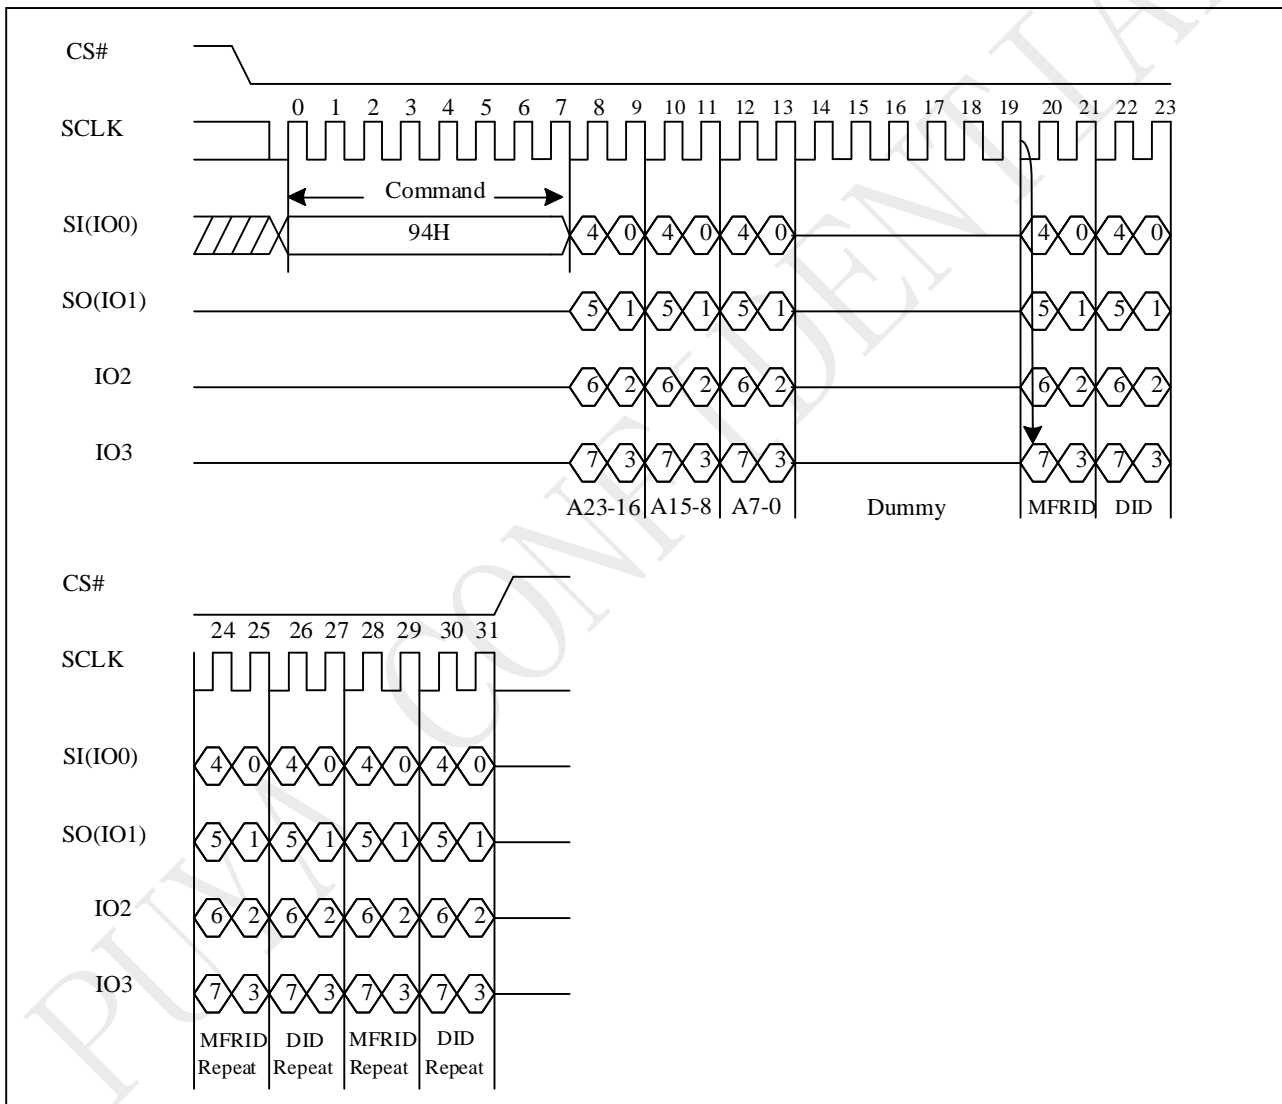 CS#
0 1 2 3 4 5 6 7 8 9 10 11 12 13 14 15 16 17 18 19 20 21 22 23
SCLK
Command
SI(IO0) 94H 4 0 4 0 4 0 4 0 4 0
SO(IO1) 5 1 5 1 5 1 5 1 5 1
IO2 6 2 6 2 6 2 6 2 6 2
IO3 7 3 7 3 7 3 7 3 7 3
A23-16 A15-8 A7-0 Dummy MFRID DID
CS#
24 25 26 27 28 29 30 31
SCLK
SI(IO0) 4 0 4 0 4 0 4 0
SO(IO1) 5 1 5 1 5 1 5 1
IO2 6 2 6 2 6 2 6 2
IO3 7 3 7 3 7 3 7 3
MFRID DID MFRID DID
Repeat Repeat Repeat Repeat
PUYA CONFIDENTIAL